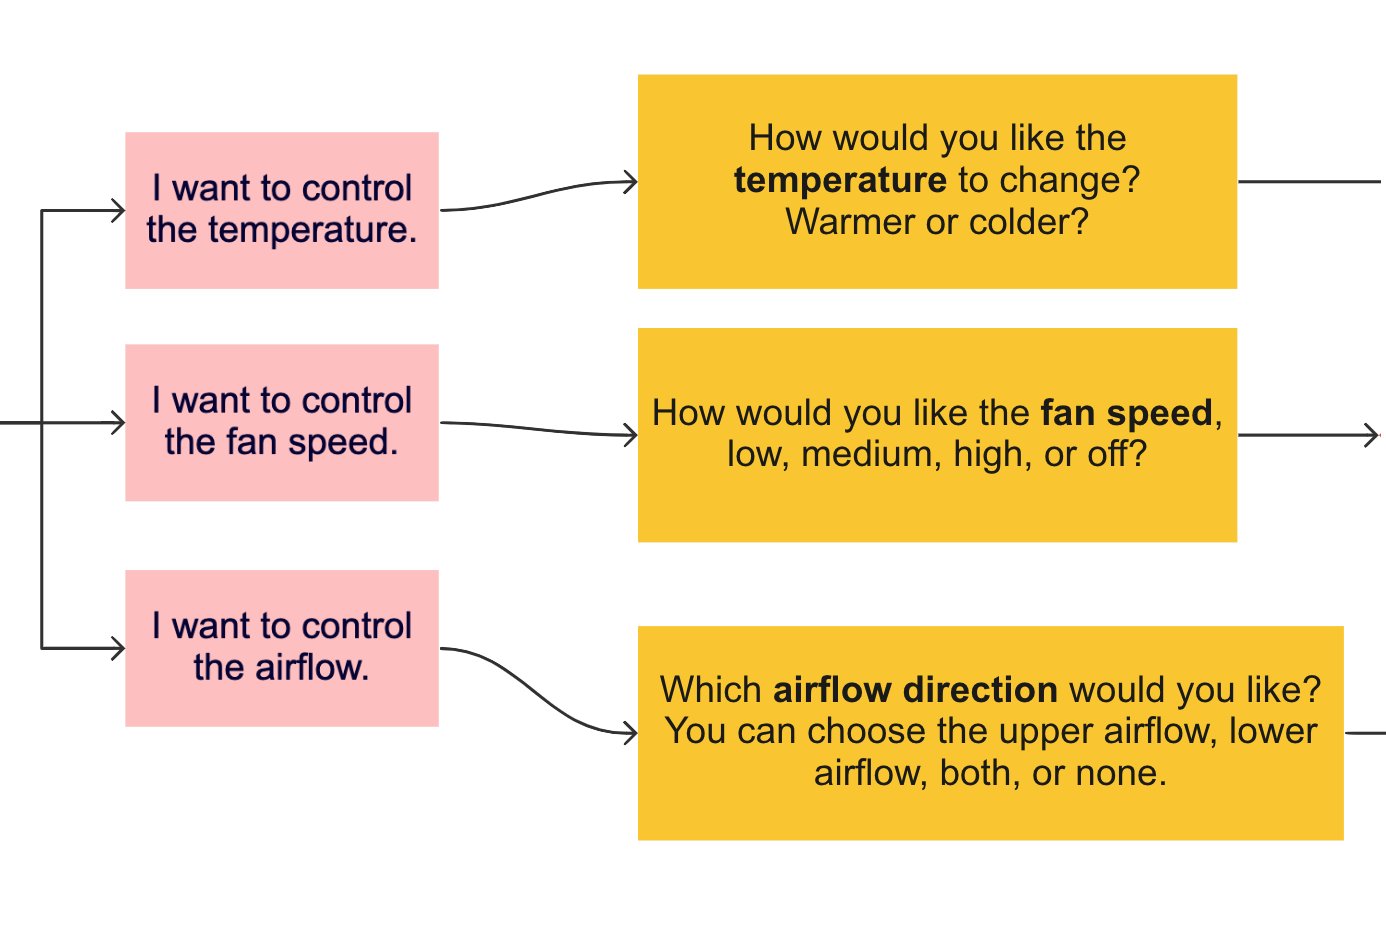 I want to control
the temperature.
How would you like the
temperature to change?
Warmer or colder?
I want to control
the fan speed.
How would you like the fan speed,
low, medium, high, or off?
I want to control
the airflow.
Which airflow direction would you like?
You can choose the upper airflow, lower
airflow, both, or none.